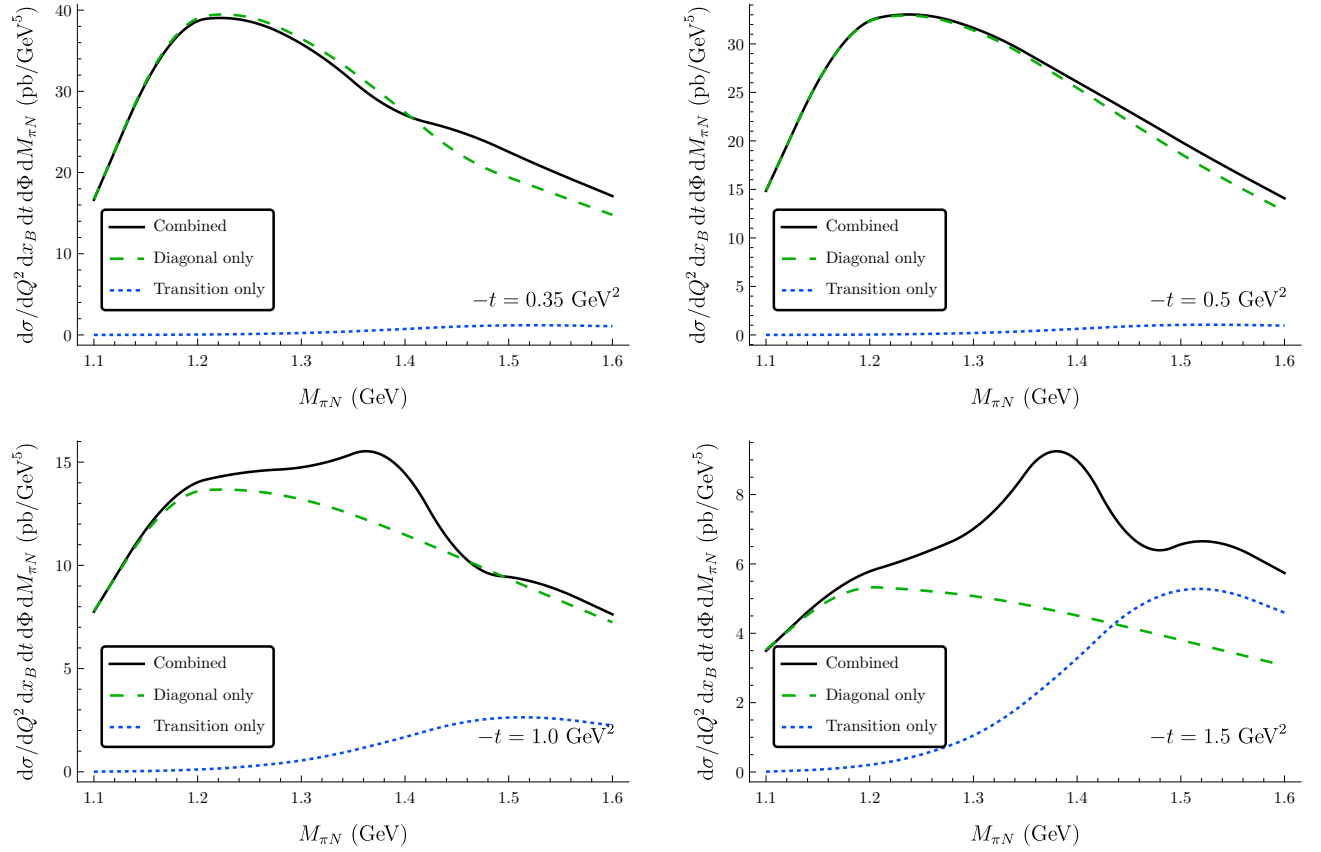 dσ/dQ² dx_B dt dΦ dM_πN (pb/GeV⁵)
40
30
20
10
0
Combined
Diagonal only
Transition only
−t = 0.35 GeV²
1.1 1.2 1.3 1.4 1.5 1.6
M_πN (GeV)
dσ/dQ² dx_B dt dΦ dM_πN (pb/GeV⁵)
30
25
20
15
10
5
0
Combined
Diagonal only
Transition only
−t = 0.5 GeV²
1.1 1.2 1.3 1.4 1.5 1.6
M_πN (GeV)
dσ/dQ² dx_B dt dΦ dM_πN (pb/GeV⁵)
15
10
5
0
Combined
Diagonal only
Transition only
−t = 1.0 GeV²
1.1 1.2 1.3 1.4 1.5 1.6
M_πN (GeV)
dσ/dQ² dx_B dt dΦ dM_πN (pb/GeV⁵)
8
6
4
2
0
Combined
Diagonal only
Transition only
−t = 1.5 GeV²
1.1 1.2 1.3 1.4 1.5 1.6
M_πN (GeV)